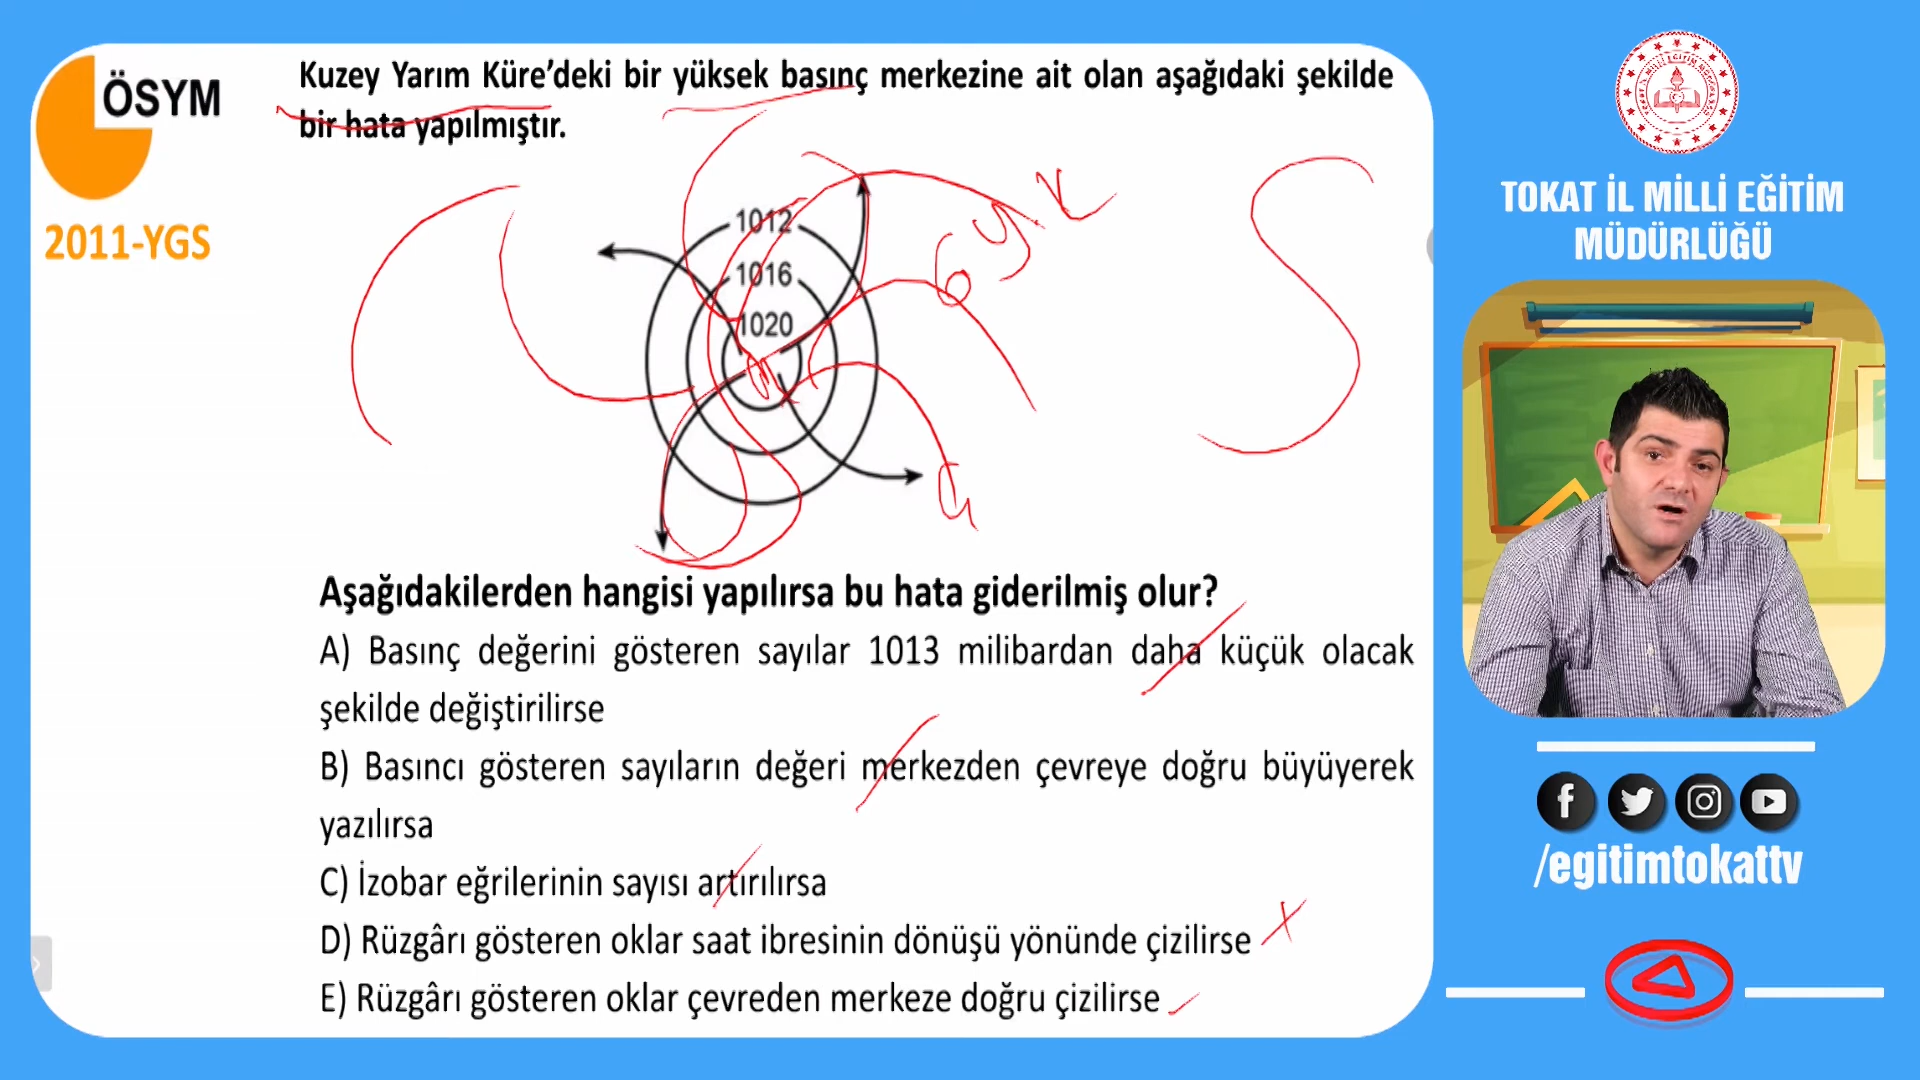 ÖSYM
2011-YGS
Kuzey Yarım Küre’deki bir yüksek basınç merkezine ait olan aşağıdaki şekilde
bir hata yapılmıştır.
1012
1016
1020
Aşağıdakilerden hangisi yapılırsa bu hata giderilmiş olur?
A) Basınç değerini gösteren sayılar 1013 milibardan daha küçük olacak
şekilde değiştirilirse
B) Basıncı gösteren sayıların değeri merkezden çevreye doğru büyüyerek
yazılırsa
C) İzobar eğrilerinin sayısı artırılırsa
D) Rüzgârı gösteren oklar saat ibresinin dönüşü yönünde çizilirse
E) Rüzgârı gösteren oklar çevreden merkeze doğru çizilirse
TOKAT İL MİLLİ EĞİTİM
MÜDÜRLÜĞÜ
/egitimtokattv